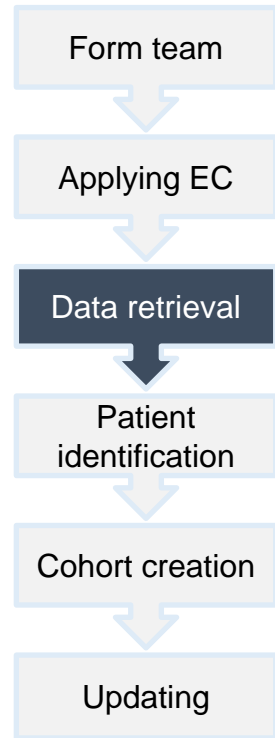 Form team
Applying EC
Data retrieval
Patient
identification
Cohort creation
Updating